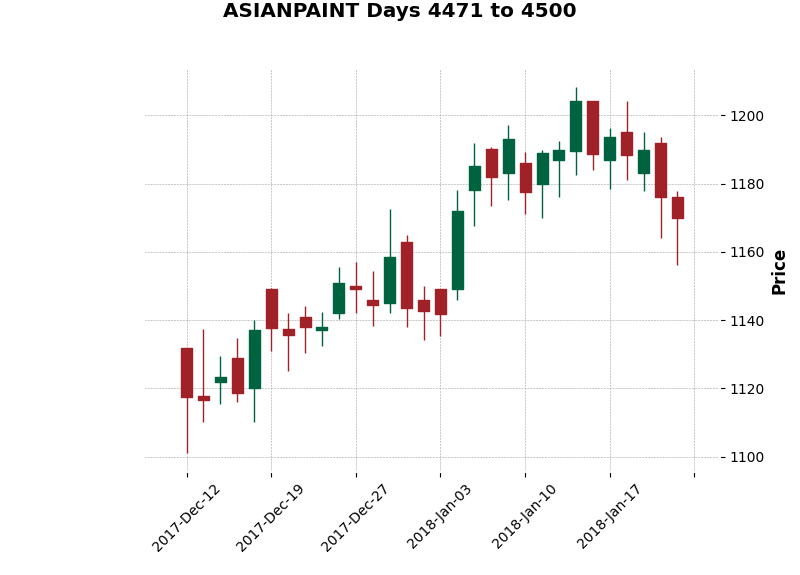 ASIANPAINT Days 4471 to 4500
1200
1180
1160
1140
1120
1100
Price
2017-Dec-12
2017-Dec-19
2017-Dec-27
2018-Jan-03
2018-Jan-10
2018-Jan-17